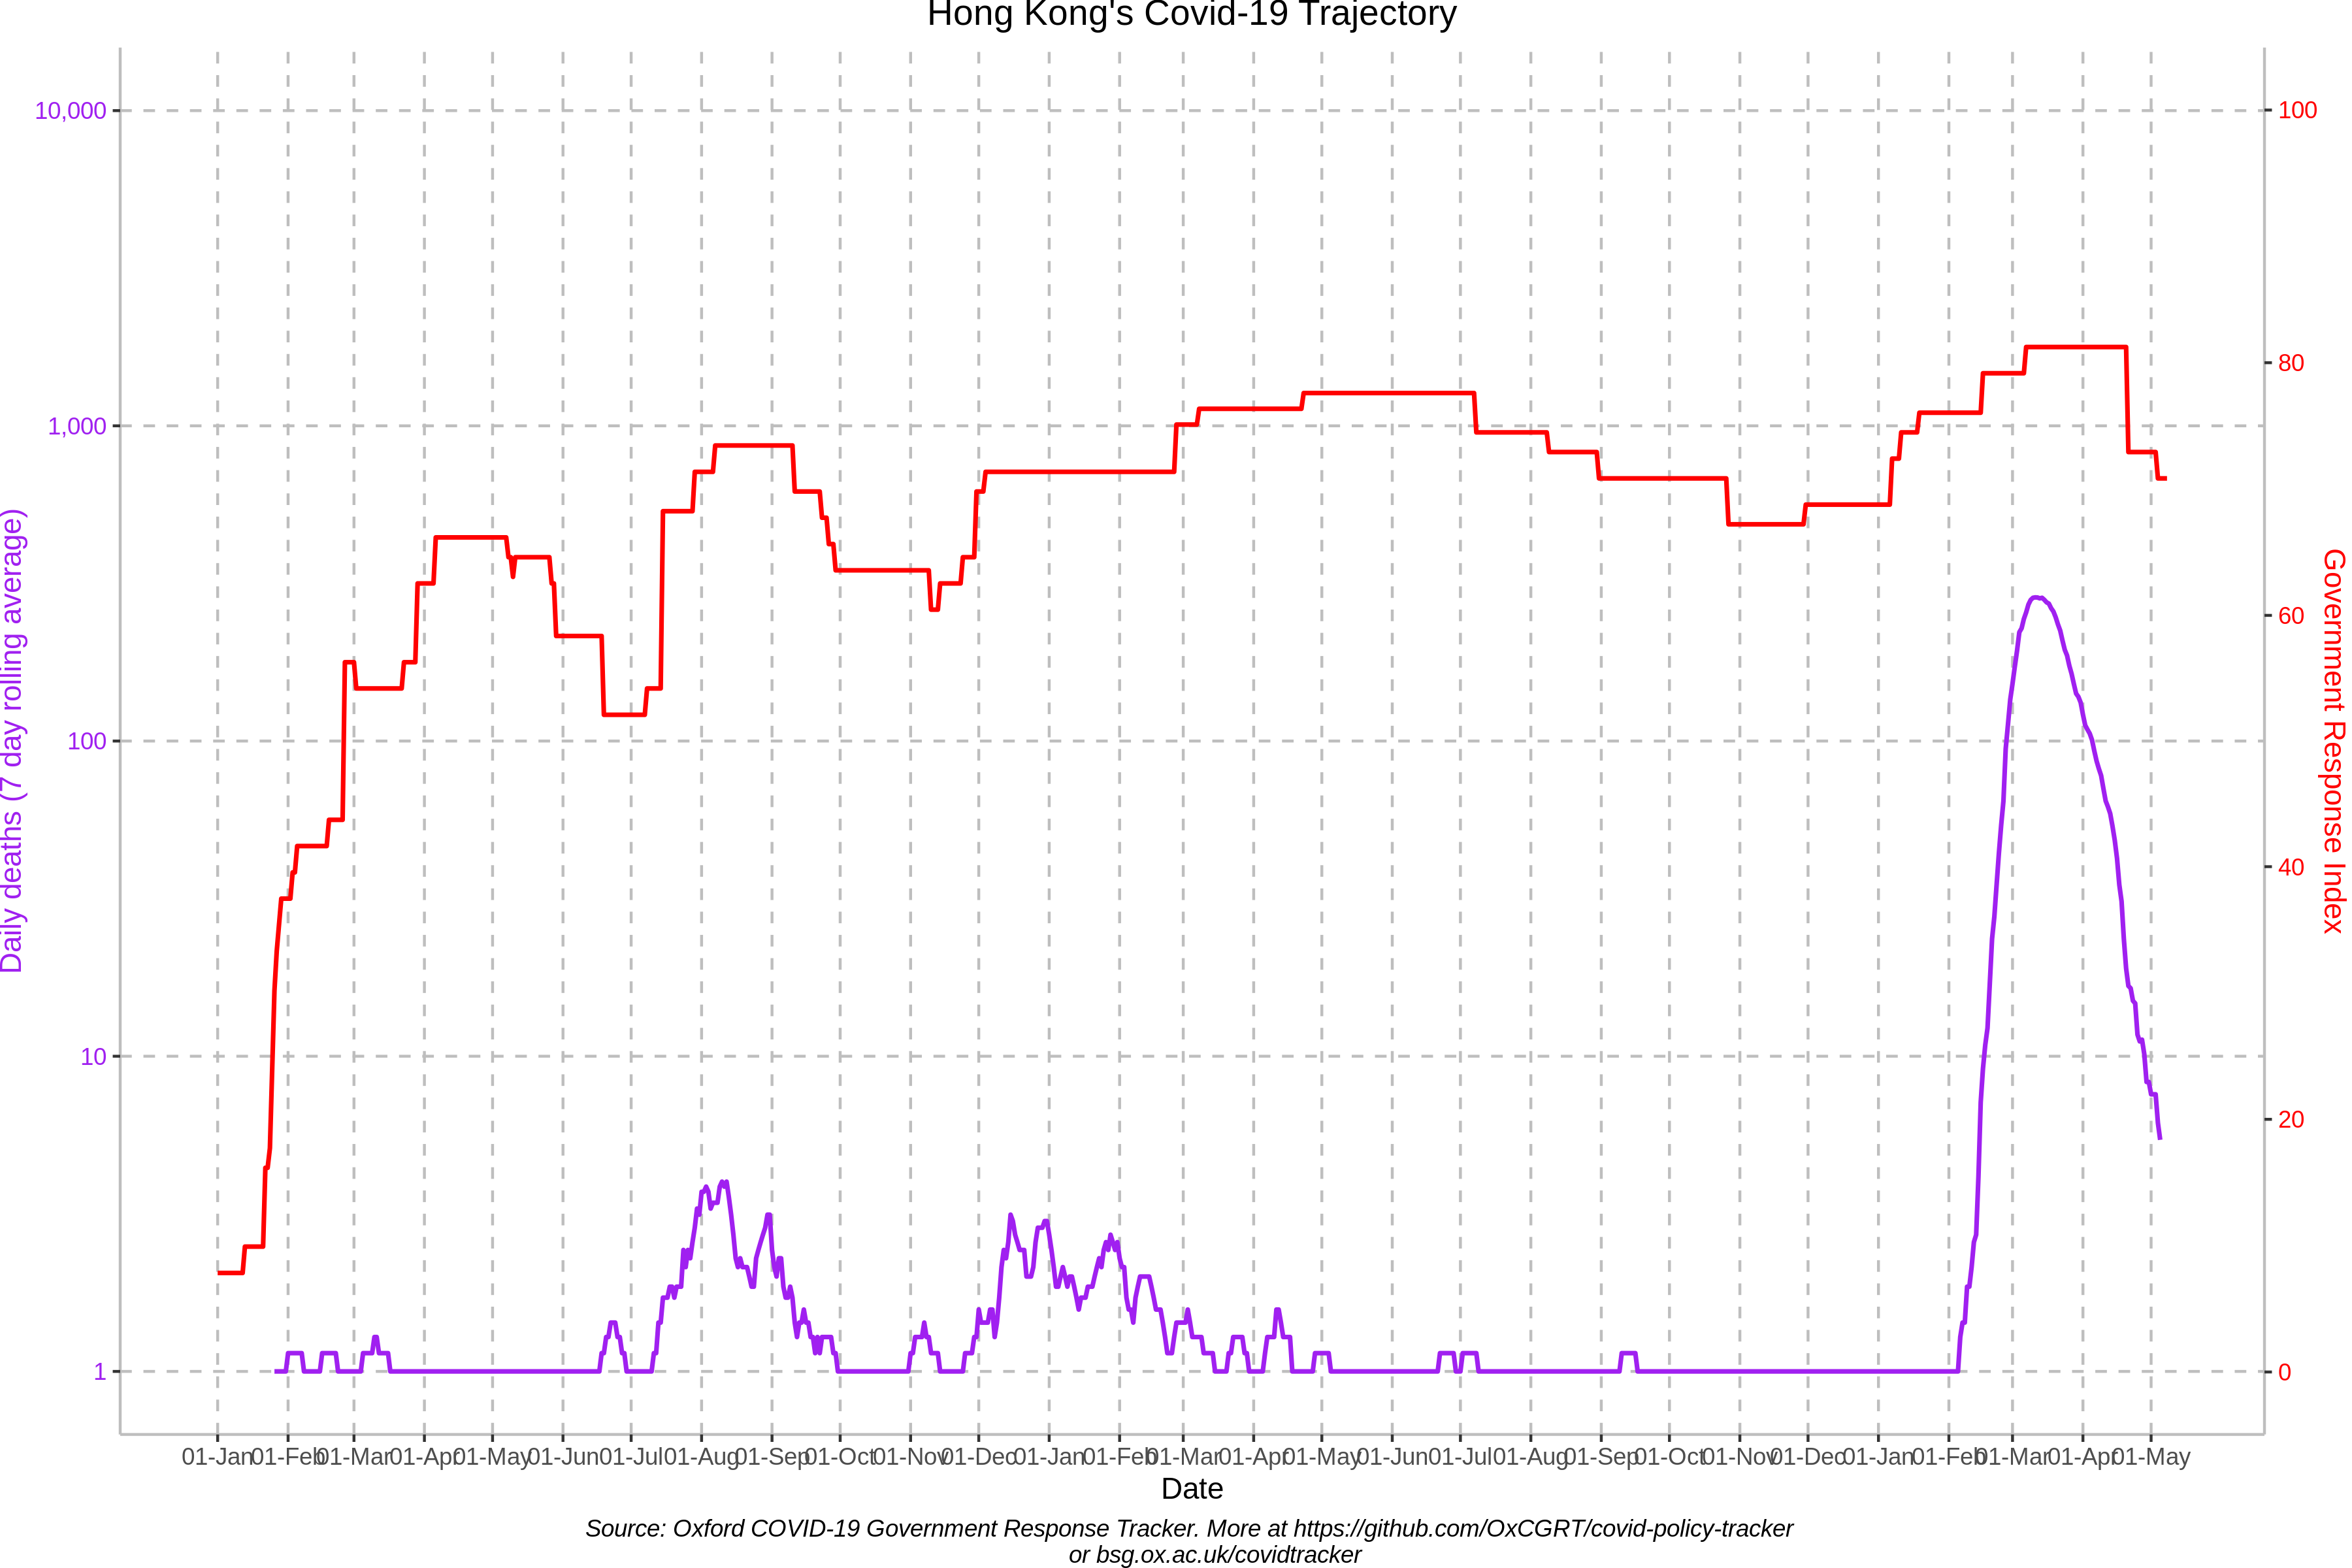 Hong Kong's Covid-19 Trajectory
10,000
1,000
100
10
1
Daily deaths (7 day rolling average)
100
80
60
40
20
0
Government Response Index
01-Jan 01-Feb 01-Mar 01-Apr 01-May 01-Jun 01-Jul 01-Aug 01-Sep 01-Oct 01-Nov 01-Dec 01-Jan 01-Feb 01-Mar 01-Apr 01-May 01-Jun 01-Jul 01-Aug 01-Sep 01-Oct 01-Nov 01-Dec 01-Jan 01-Feb 01-Mar 01-Apr 01-May
Date
Source: Oxford COVID-19 Government Response Tracker. More at https://github.com/OxCGRT/covid-policy-tracker
or bsg.ox.ac.uk/covidtracker